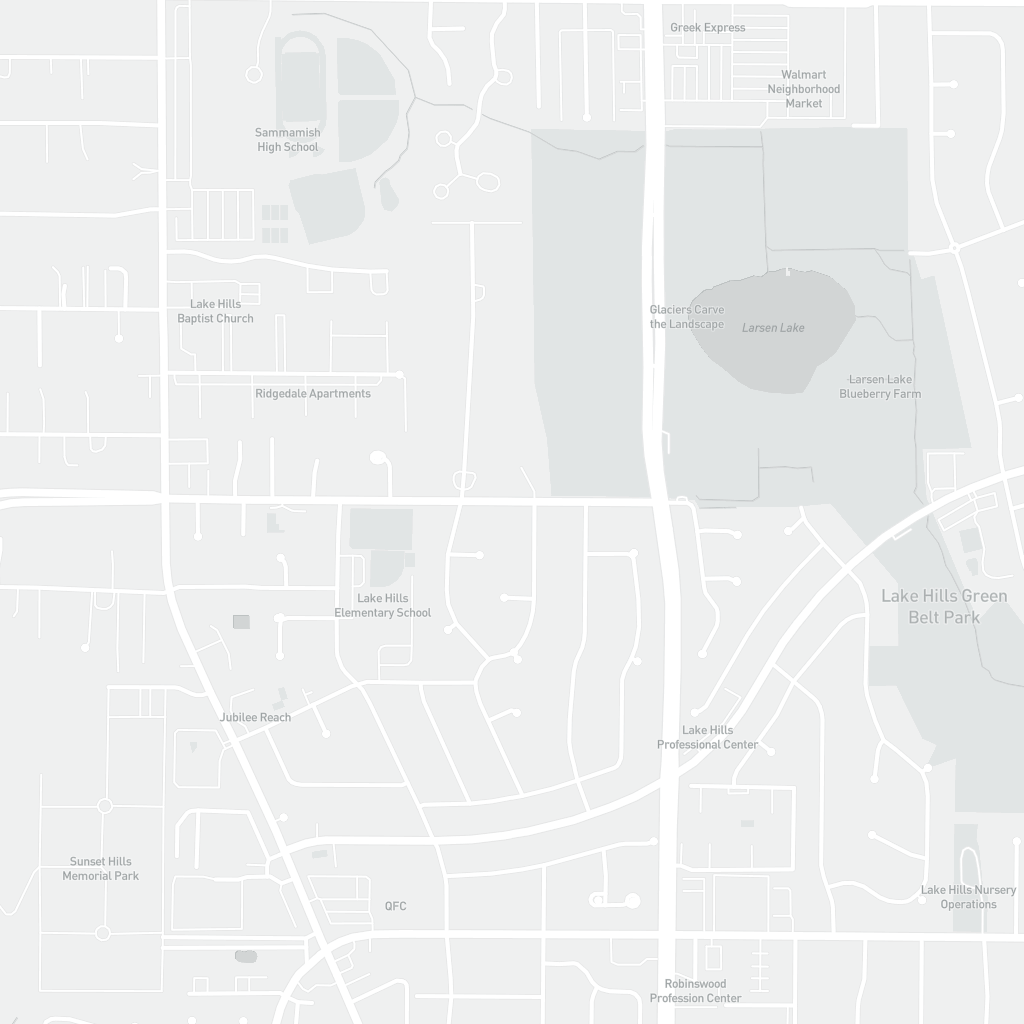 Greek Express
Walmart
Neighborhood
Market
Sammamish
High School
Lake Hills
Baptist Church
Glaciers Carve
the Landscape
Larsen Lake
Larsen Lake
Blueberry Farm
Ridgedale Apartments
Lake Hills
Elementary School
Lake Hills Green
Belt Park
Jubilee Reach
Lake Hills
Professional Center
Sunset Hills
Memorial Park
QFC
Lake Hills Nursery
Operations
Robinswood
Profession Center